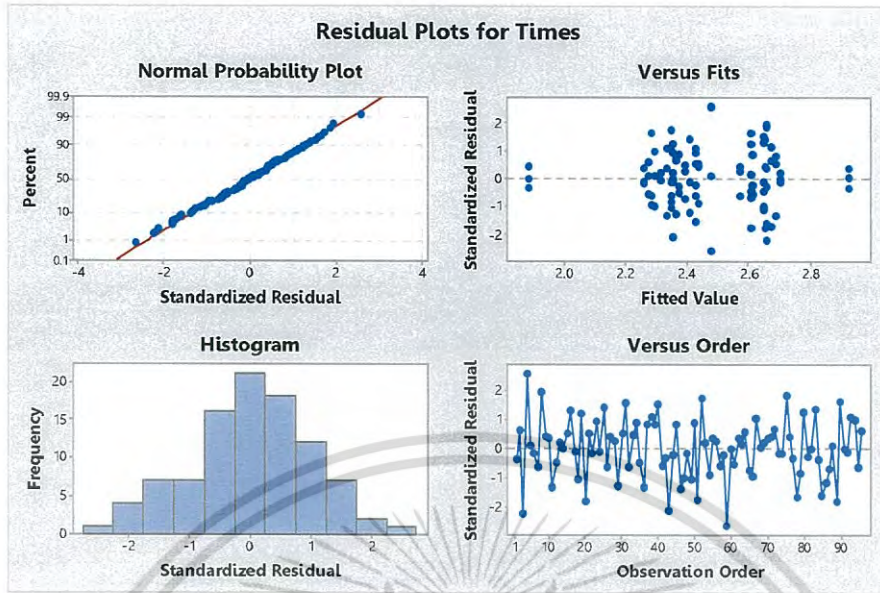 Residual Plots for Times
Normal Probability Plot
99.9
99
90
50
10
1
0.1
Percent
-4 -2 0 2 4
Standardized Residual
Versus Fits
2
1
0
-1
-2
Standardized Residual
2.0 2.2 2.4 2.6 2.8
Fitted Value
Histogram
20
15
10
5
0
Frequency
-2 -1 0 1 2
Standardized Residual
Versus Order
2
1
0
-1
-2
Standardized Residual
1 10 20 30 40 50 60 70 80 90
Observation Order